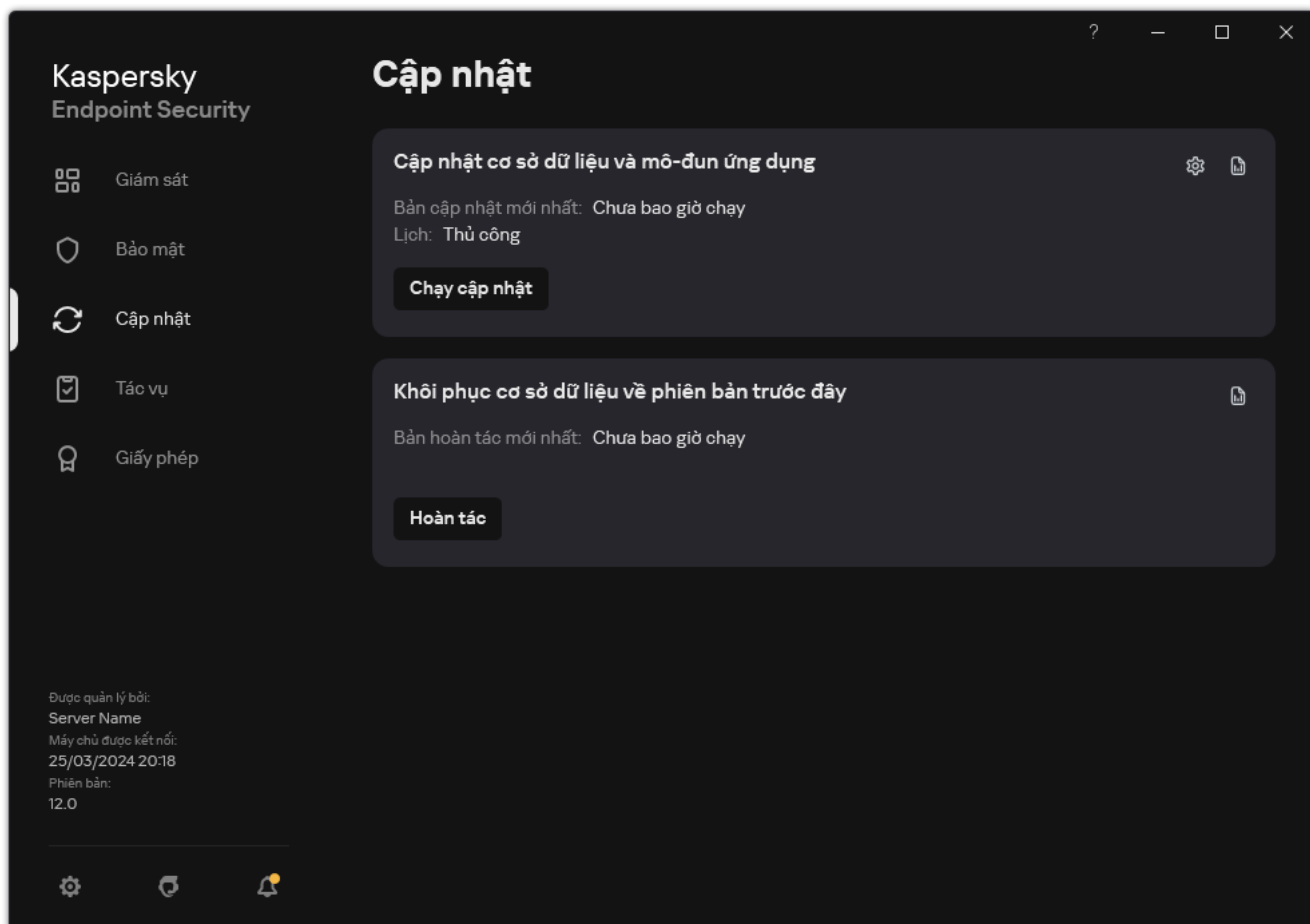 Kaspersky
Endpoint Security
Giám sát
Bảo mật
Cập nhật
Tác vụ
Giấy phép
Được quản lý bởi:
Server Name
Máy chủ được kết nối:
25/03/2024 20:18
Phiên bản:
12.0
?
Cập nhật
Cập nhật cơ sở dữ liệu và mô-đun ứng dụng
Bản cập nhật mới nhất: Chưa bao giờ chạy
Lịch: Thủ công
Chạy cập nhật
Khôi phục cơ sở dữ liệu về phiên bản trước đây
Bản hoàn tác mới nhất: Chưa bao giờ chạy
Hoàn tác